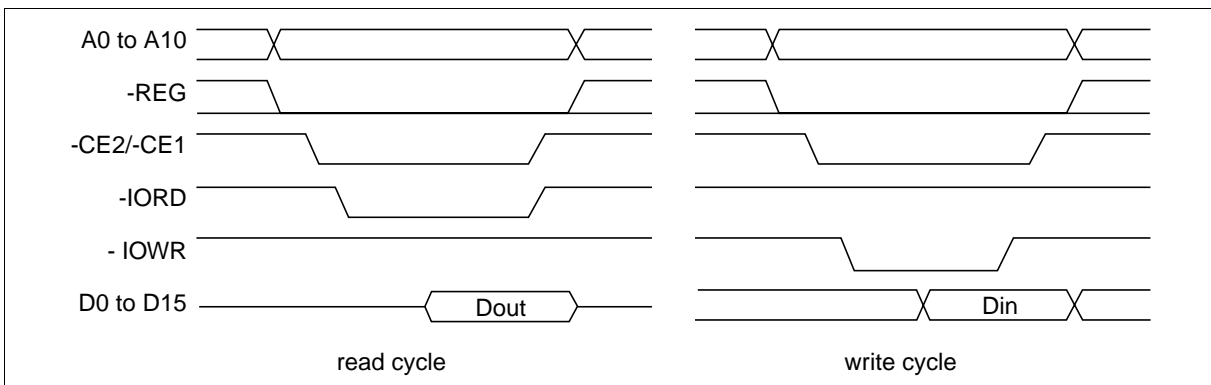 A0 to A10
-REG
-CE2/-CE1
-IORD
- IOWR
D0 to D15
Dout
Din
read cycle
write cycle